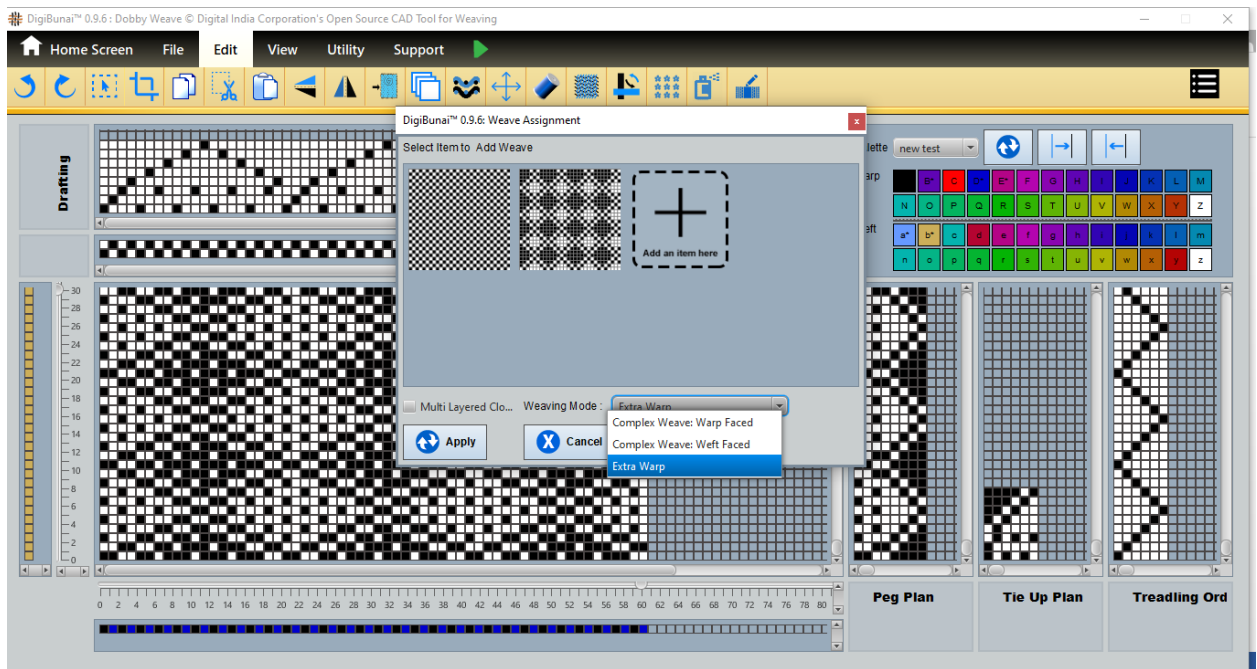 DigiBunai™ 0.9.6 : Dobby Weave © Digital India Corporation's Open Source CAD Tool for Weaving
Home Screen File Edit View Utility Support
DigiBunai™ 0.9.6: Weave Assignment
Select Item to Add Weave
Add an item here
Multi Layered Clo... Weaving Mode : Extra Warp
Complex Weave: Warp Faced
Complex Weave: Weft Faced
Extra Warp
Apply Cancel
Drafting
lette new test
arp
B* C D* E* F G H I J K L M
N O P Q R S T U V W X Y Z
eft
a* b* c d e f g h i j k l m
n o p q r s t u v w x y z
30
28
26
24
22
20
18
16
14
12
10
8
6
4
2
0
0 2 4 6 8 10 12 14 16 18 20 22 24 26 28 30 32 34 36 38 40 42 44 46 48 50 52 54 56 58 60 62 64 66 68 70 72 74 76 78 80
Peg Plan Tie Up Plan Treadling Ord